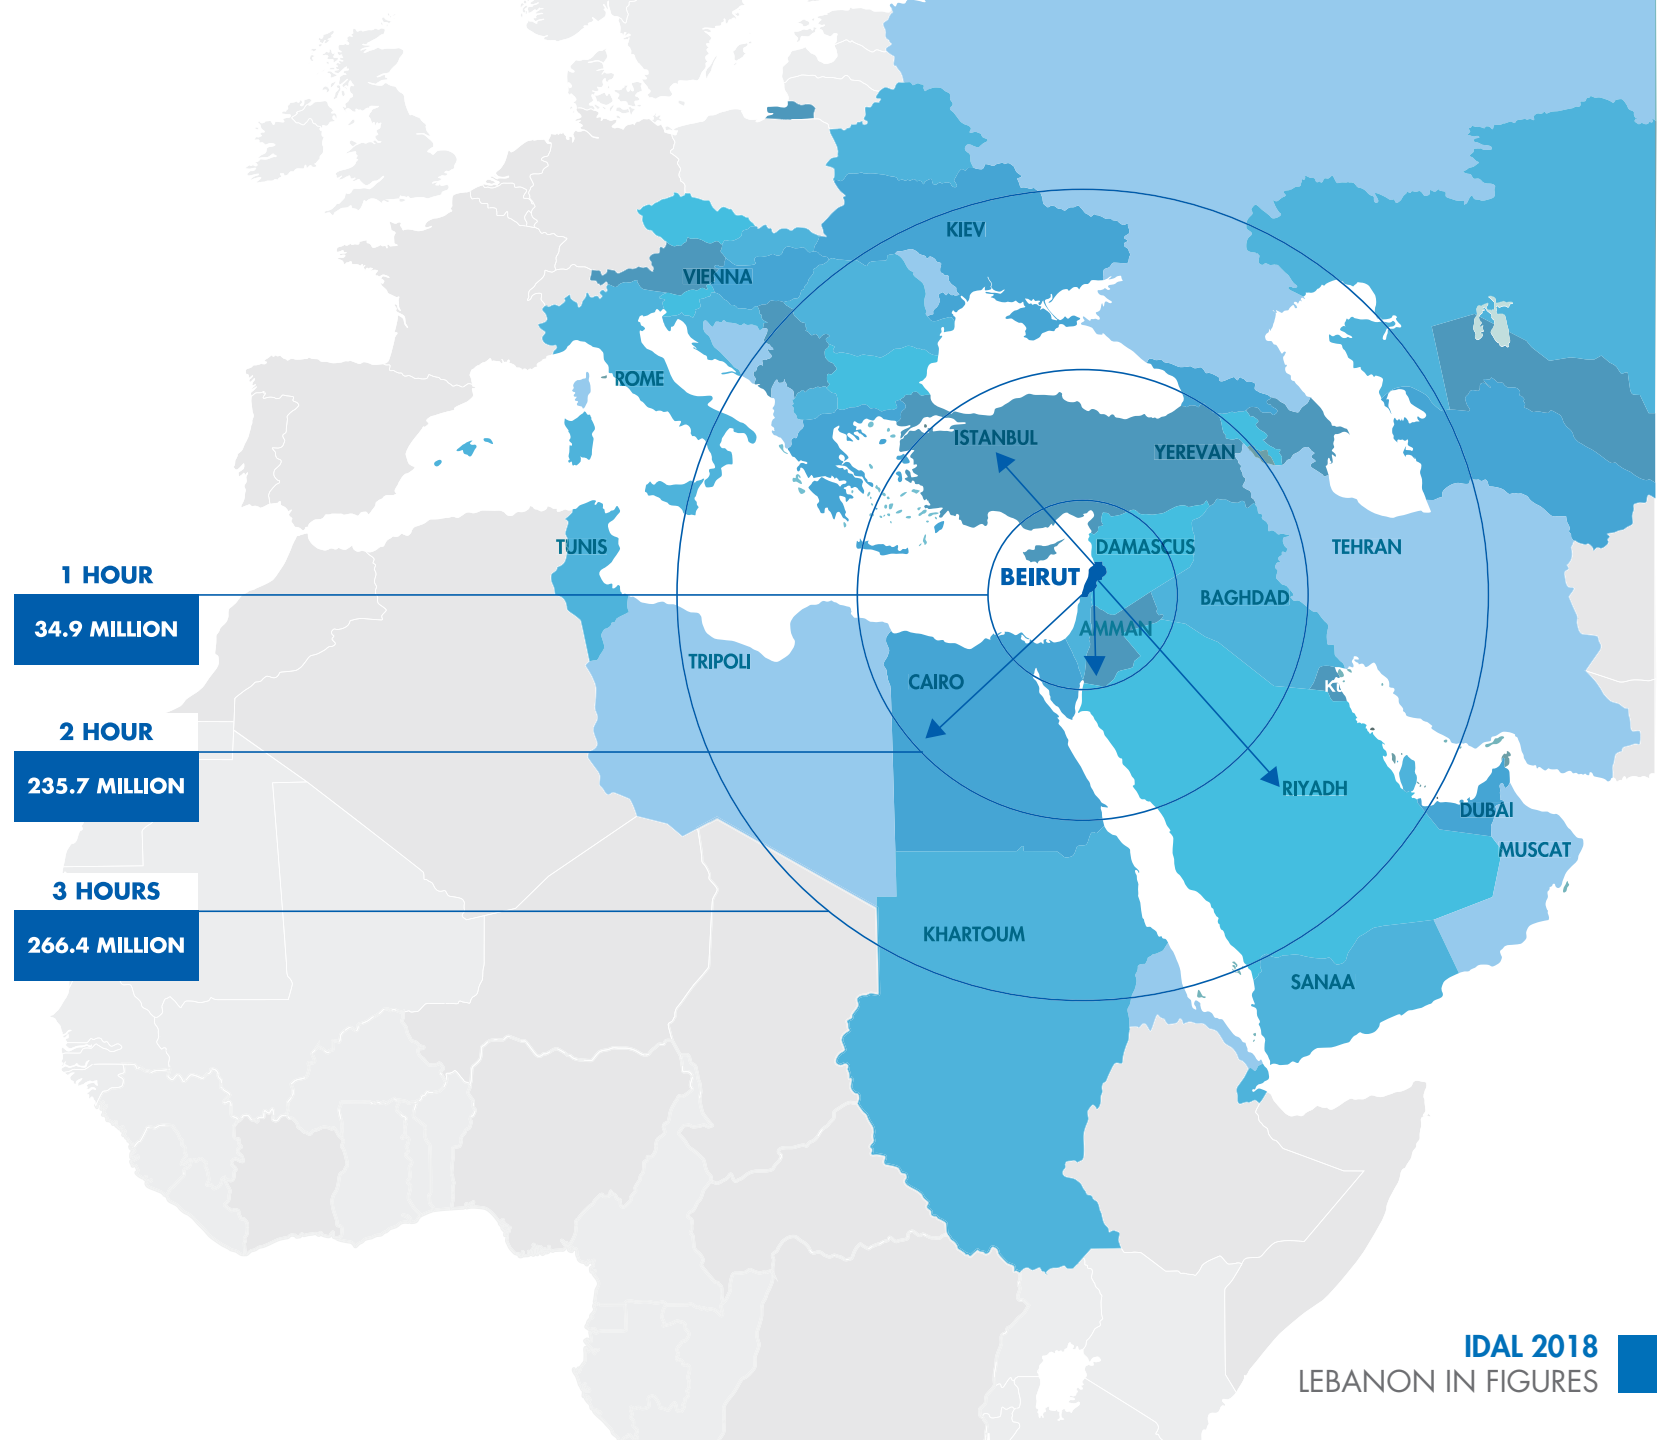 KIEV
VIENNA
ROME
ISTANBUL
YEREVAN
TUNIS
DAMASCUS
TEHRAN
1 HOUR
BEIRUT
BAGHDAD
34.9 MILLION
AMMAN
TRIPOLI
CAIRO
2 HOUR
235.7 MILLION
RIYADH
DUBAI
MUSCAT
3 HOURS
266.4 MILLION
KHARTOUM
SANAA
IDAL 2018
LEBANON IN FIGURES